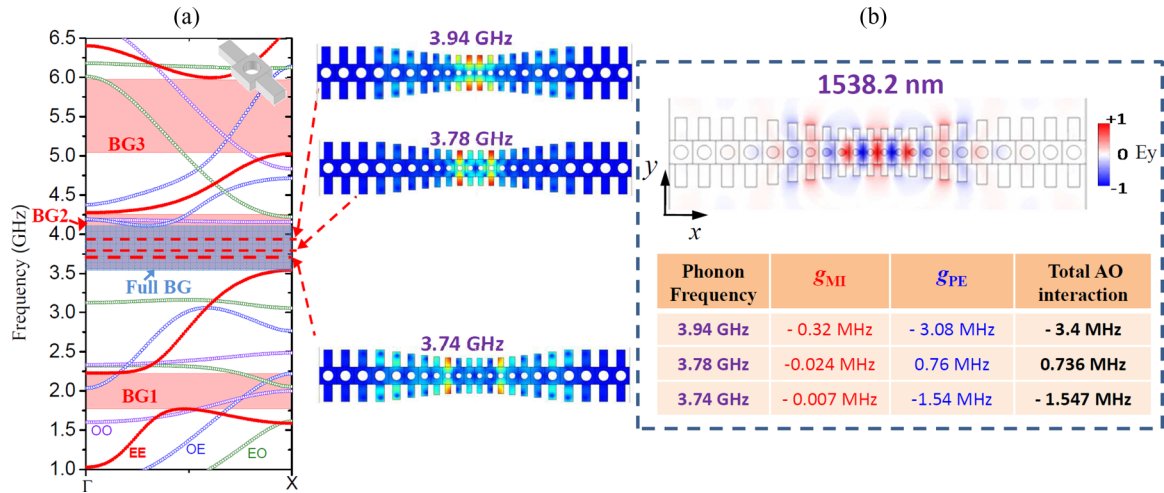 (a)
6.5
6.0
5.5
5.0
4.5
4.0
3.5
3.0
2.5
2.0
1.5
1.0
Frequency (GHz)
Γ
X
BG3
BG2
Full BG
BG1
OO
EE
OE
EO
3.94 GHz
3.78 GHz
3.74 GHz
(b)
1538.2 nm
y
x
+1
0
-1
Ey
Phonon Frequency gMI gPE Total AO interaction
3.94 GHz - 0.32 MHz - 3.08 MHz - 3.4 MHz
3.78 GHz -0.024 MHz 0.76 MHz 0.736 MHz
3.74 GHz - 0.007 MHz -1.54 MHz - 1.547 MHz